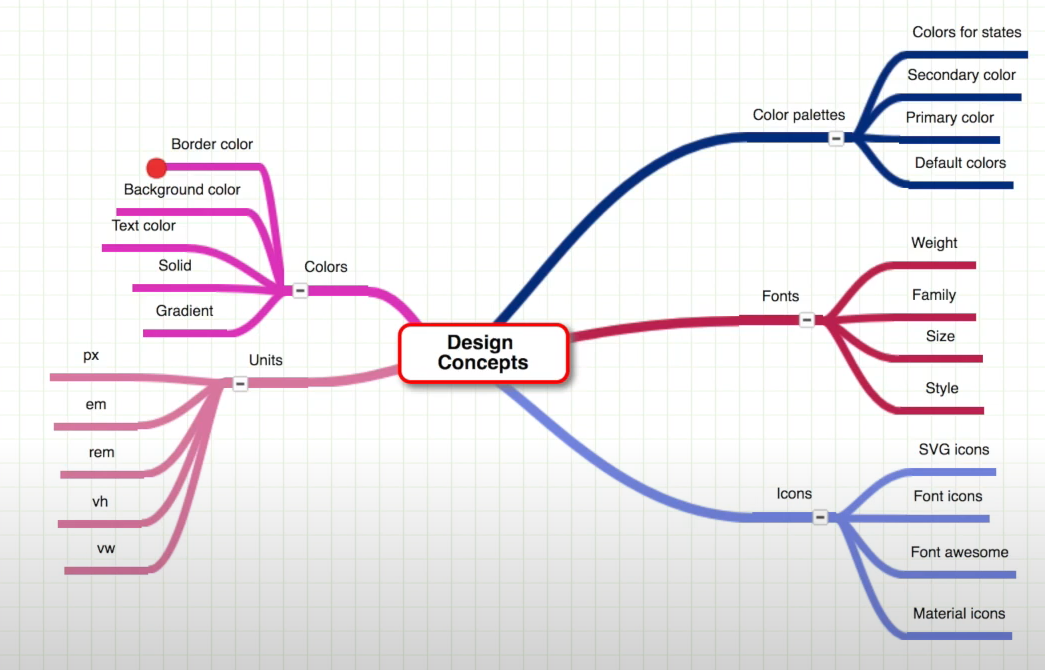 Design
Concepts
Color palettes
Colors for states
Secondary color
Primary color
Default colors
Fonts
Weight
Family
Size
Style
Icons
SVG icons
Font icons
Font awesome
Material icons
Colors
Border color
Background color
Text color
Solid
Gradient
Units
px
em
rem
vh
vw